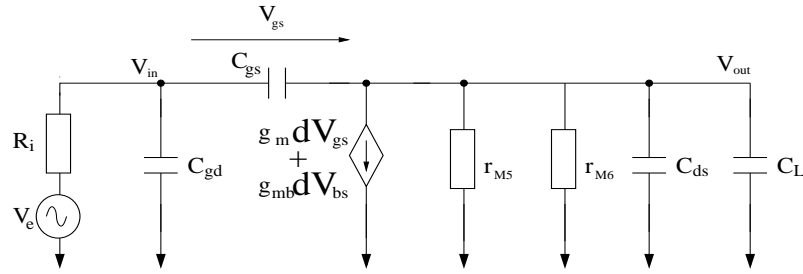 V_gs
V_in
C_gs
V_out
R_i
C_gd
g_m dV_gs
+
g_mb dV_bs
r_M5
r_M6
C_ds
C_L
V_e